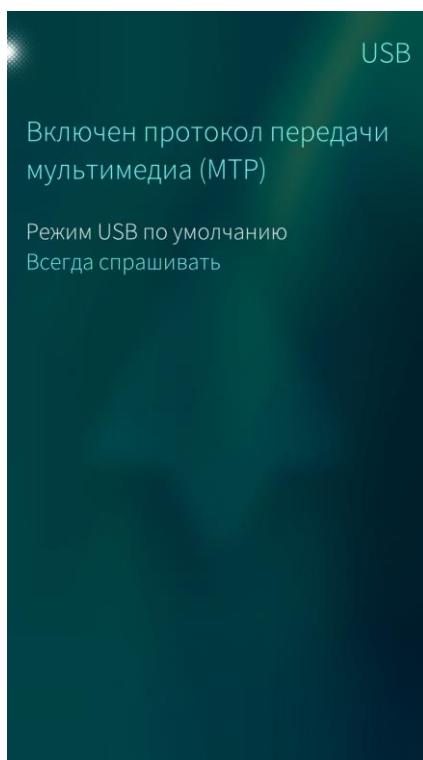 USB
Включен протокол передачи
мультимедиа (MTP)
Режим USB по умолчанию
Всегда спрашивать